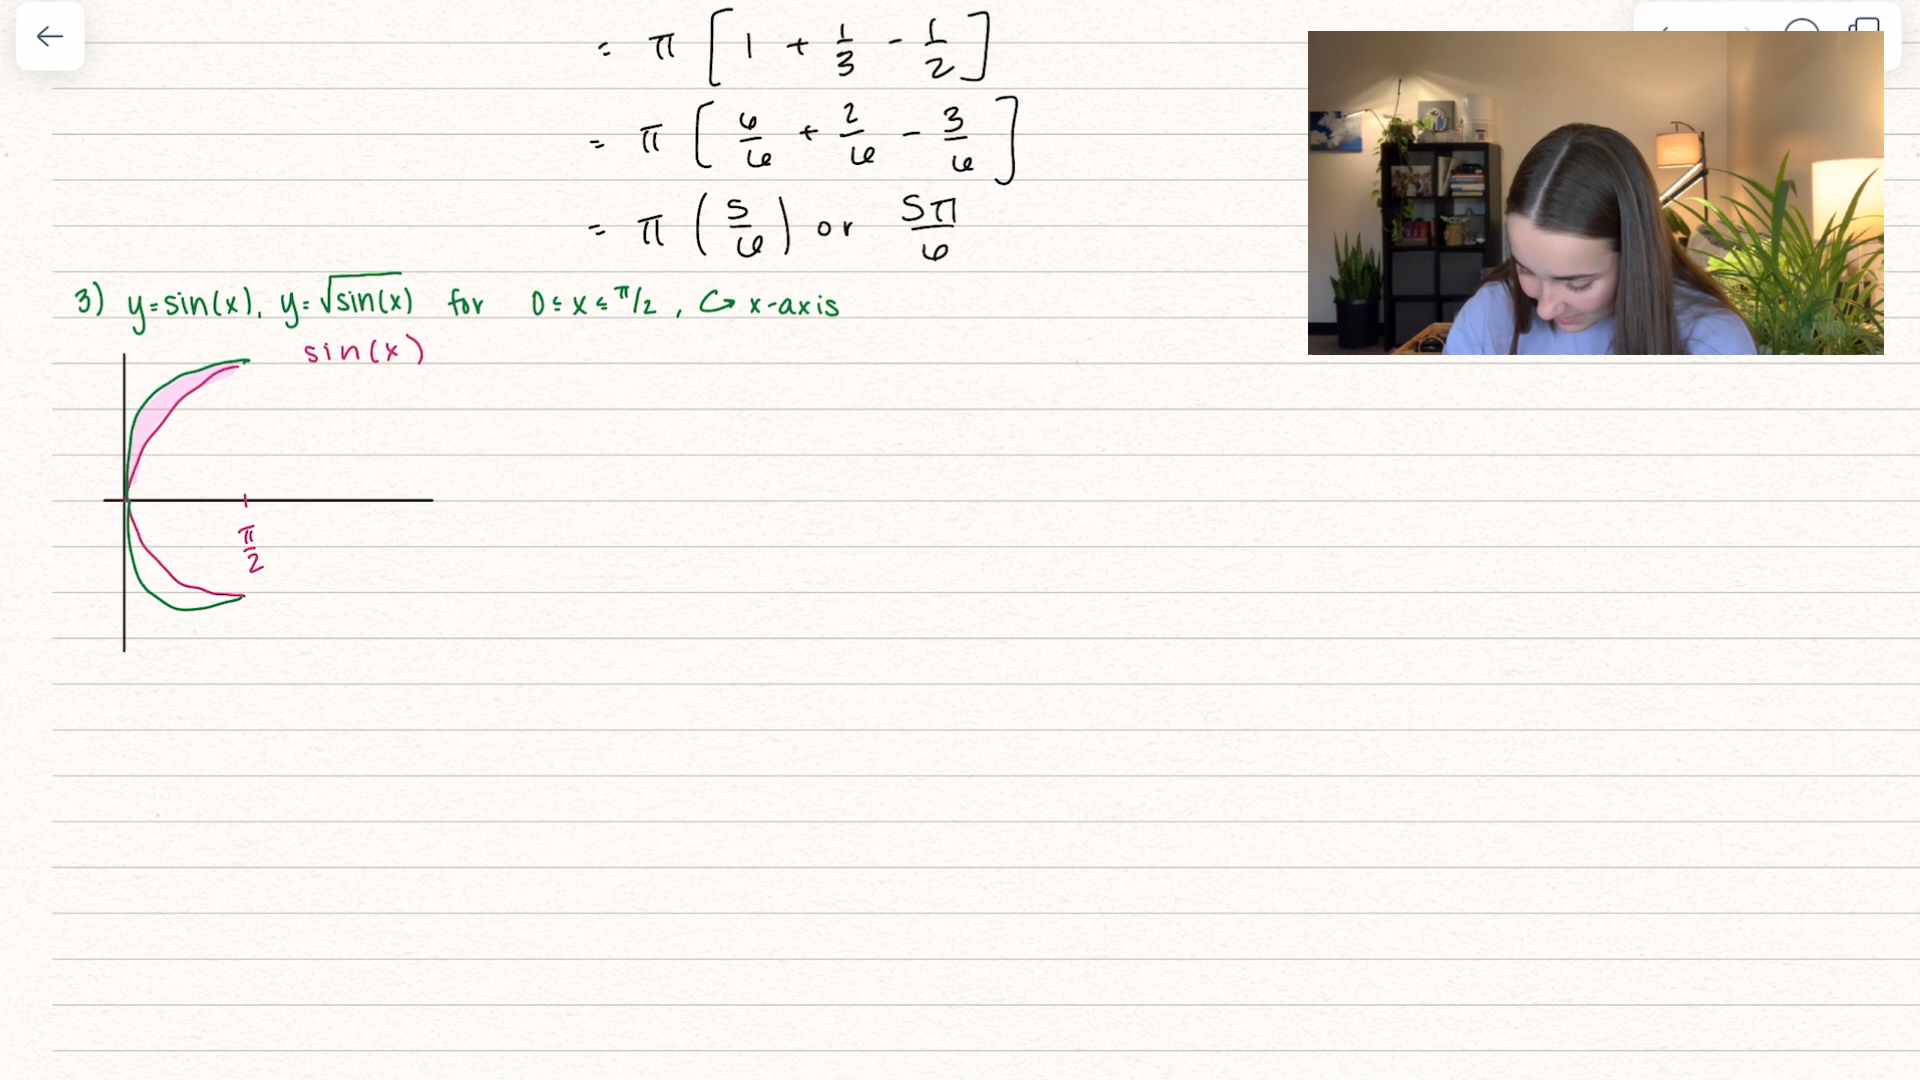 = π [ 1 + 1/3 - 1/2 ]
= π [ 6/6 + 2/6 - 3/6 ]
= π ( 5/6 ) or 5π/6
3) y=sin(x), y=√sin(x) for 0≤x≤π/2, ↻ x-axis
sin(x)
π/2